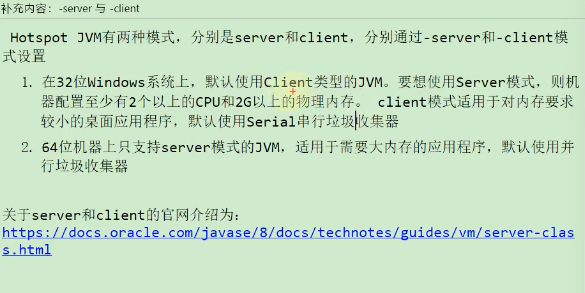 补充内容: -server 与 -client
Hotspot JVM有两种模式，分别是server和client，分别通过-server和-client模
式设置
1. 在32位Windows系统上，默认使用Client类型的JVM。要想使用Server模式，则机
器配置至少有2个以上的CPU和2G以上的物理内存。 client模式适用于对内存要求
较小的桌面应用程序，默认使用Serial串行垃圾收集器
2. 64位机器上只支持server模式的JVM，适用于需要大内存的应用程序，默认使用并
行垃圾收集器
关于server和client的官网介绍为:
https://docs.oracle.com/javase/8/docs/technotes/guides/vm/server-clas
s.html